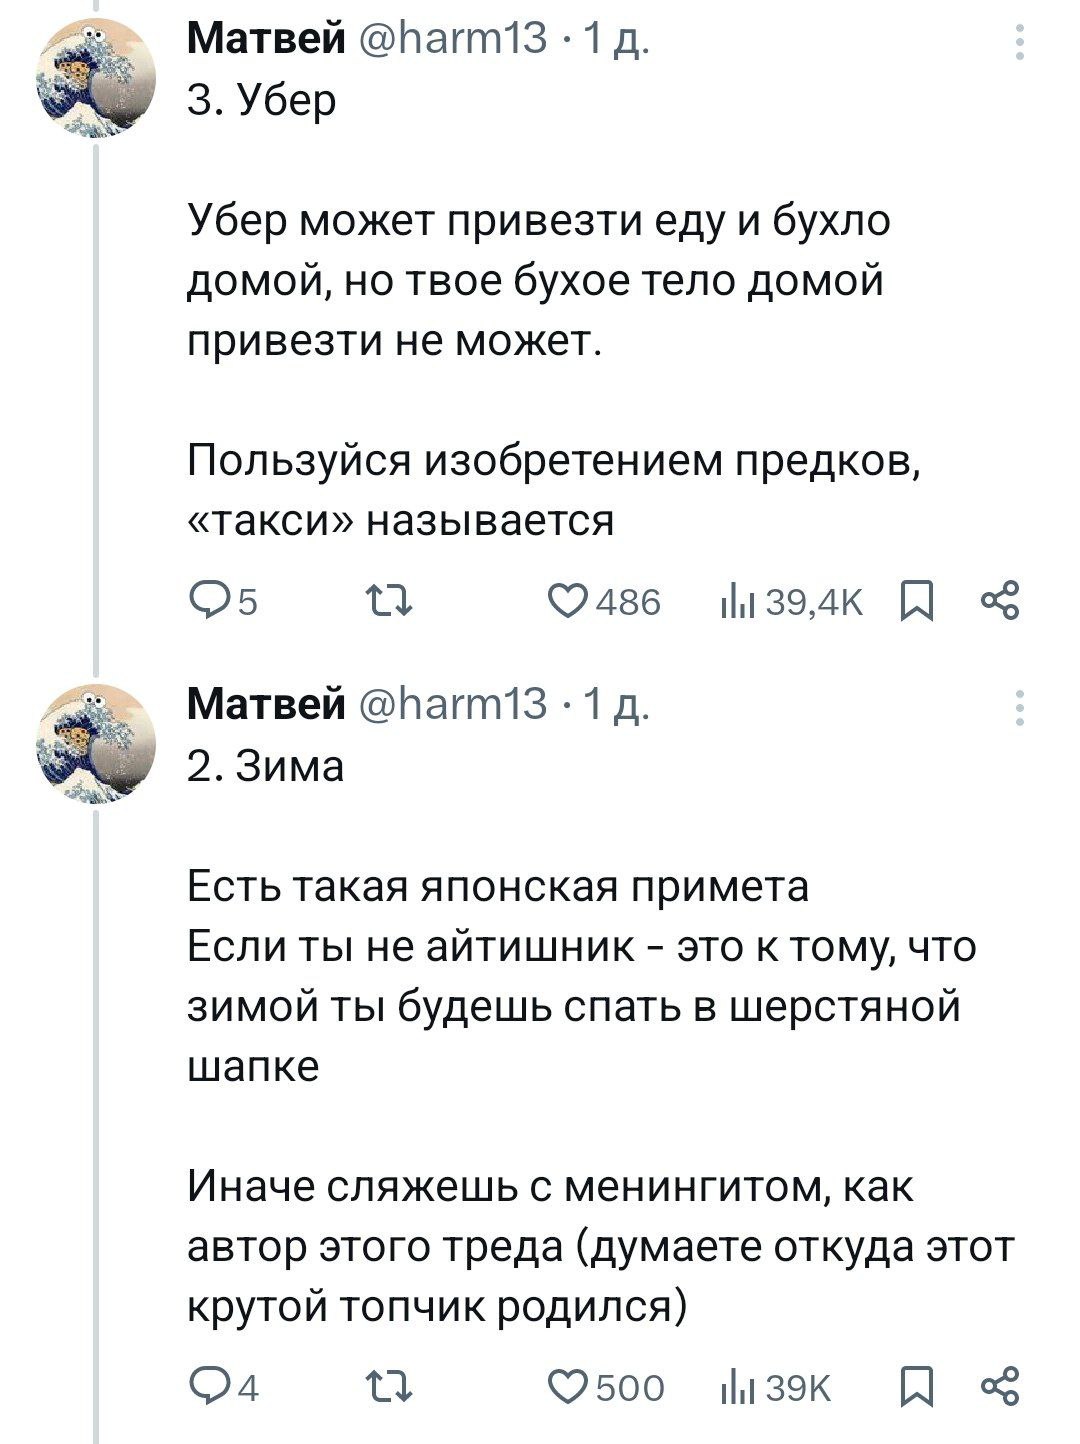 Матвей @harm13 · 1 д.
3. Убер
Убер может привезти еду и бухло
домой, но твое бухое тело домой
привезти не может.
Пользуйся изобретением предков,
«такси» называется
5 486 39,4K
Матвей @harm13 · 1 д.
2. Зима
Есть такая японская примета
Если ты не айтишник - это к тому, что
зимой ты будешь спать в шерстяной
шапке
Иначе сляжешь с менингитом, как
автор этого треда (думаете откуда этот
крутой топчик родился)
4 500 39K